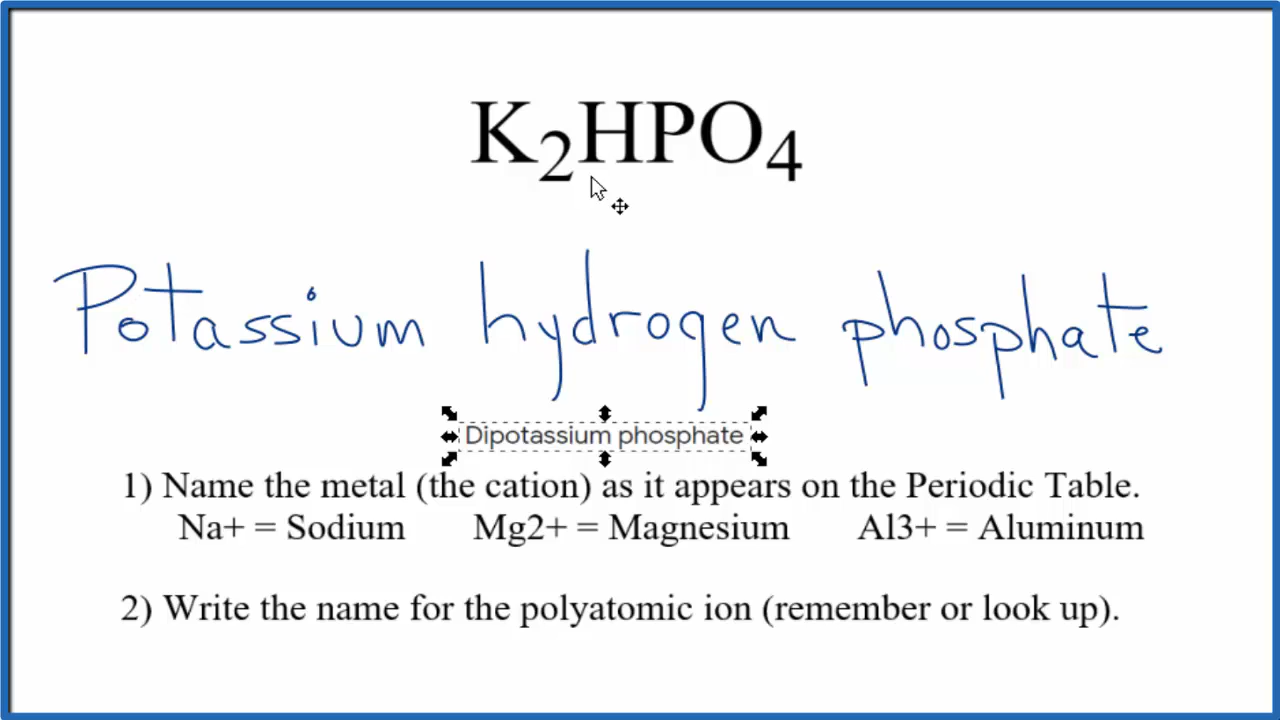 K₂HPO₄
Potassium hydrogen phosphate
Dipotassium phosphate
1) Name the metal (the cation) as it appears on the Periodic Table.
Na+ = Sodium Mg2+ = Magnesium Al3+ = Aluminum
2) Write the name for the polyatomic ion (remember or look up).